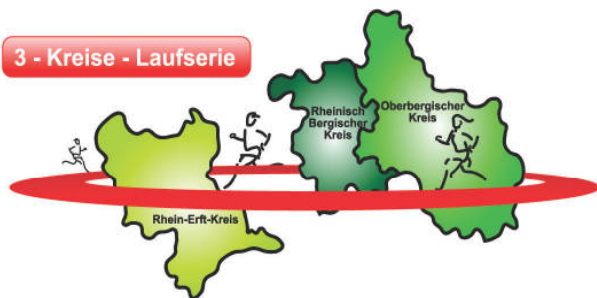 3 - Kreise - Laufserie
Rheinisch
Bergischer
Kreis
Oberbergischer
Kreis
Rhein-Erft-Kreis